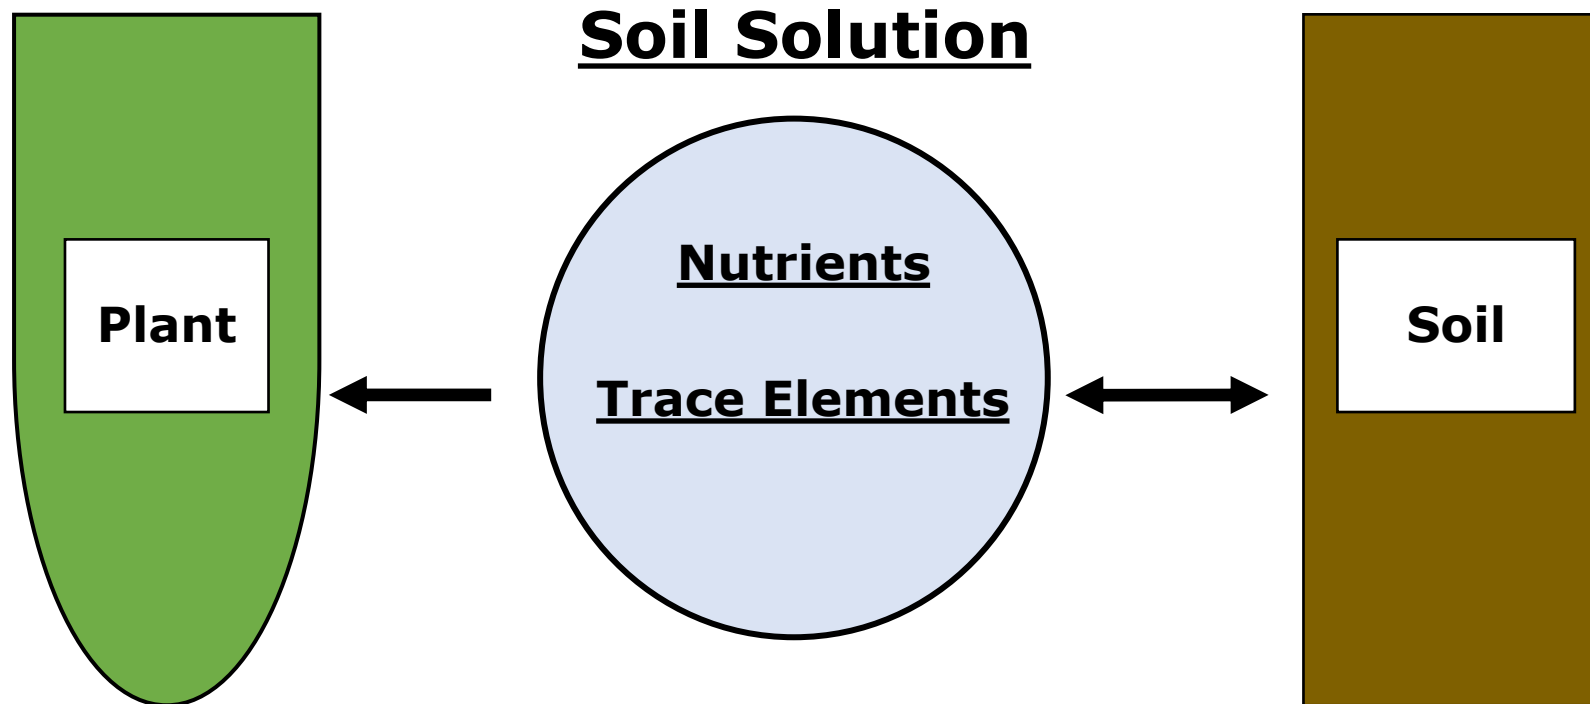 Soil Solution
Nutrients
Plant
Soil
Trace Elements